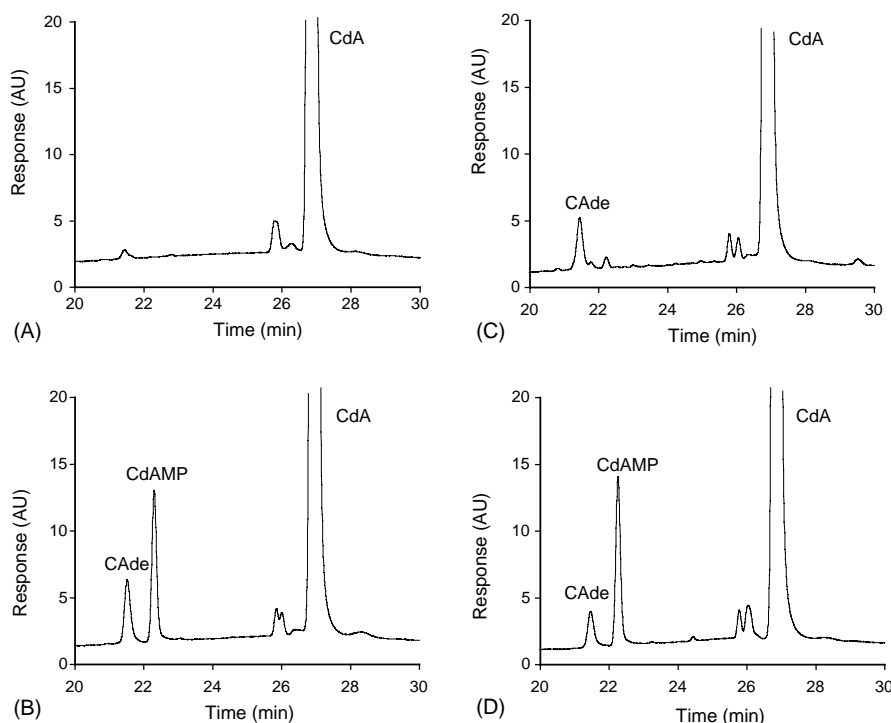 20
CdA
15
Response (AU)
10
5
0
20 22 24 26 28 30
Time (min)
(A)
20
CdA
15
Response (AU)
10
CAde
5
0
20 22 24 26 28 30
Time (min)
(C)
20
CdA
15
CdAMP
Response (AU)
10
CAde
5
0
20 22 24 26 28 30
Time (min)
(B)
20
CdA
15
CdAMP
Response (AU)
10
CAde
5
0
20 22 24 26 28 30
Time (min)
(D)